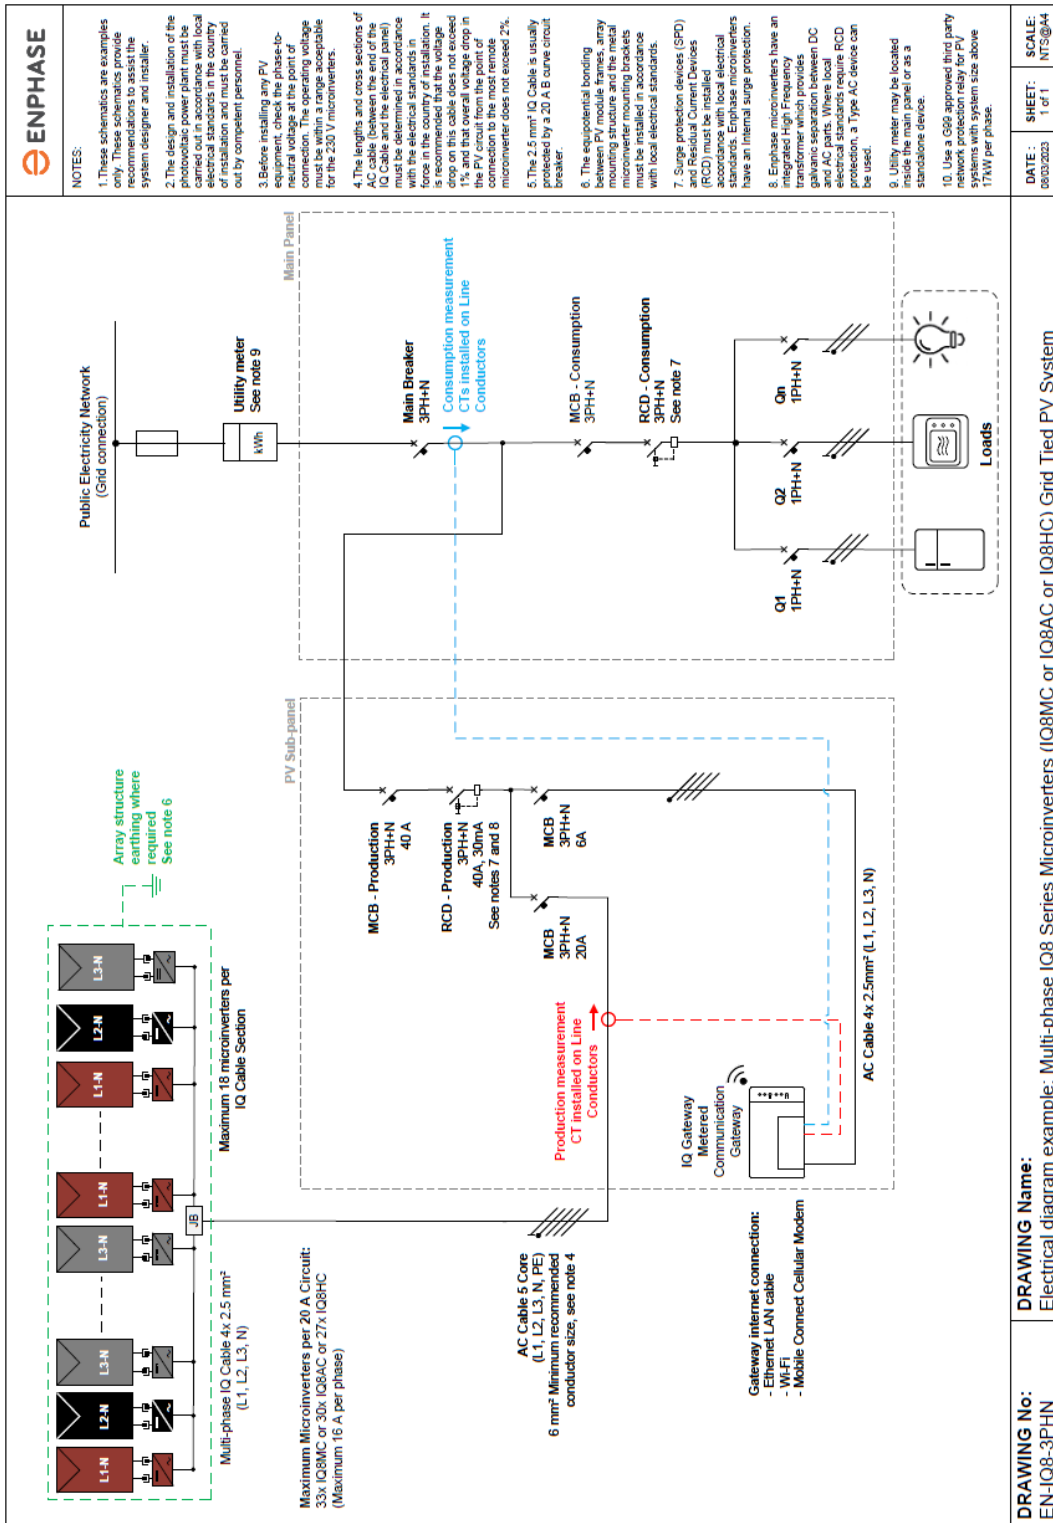 ENPHASE
NOTES:
1.These schematics are examples
only. These schematics provide
recommendations to assist the
system designer and installer.
2.The design and installation of the
photovoltaic power plant must be
carried out in accordance with local
electrical standards in the country
of installation and must be carried
out by competent personnel.
3.Before installing any PV
equipment, check the phase-to-
neutral voltage at the point of
connection. The operating voltage
must be within a range acceptable
for the 230 V microinverters.
4.The lengths and cross sections of
AC cable (between the end of the
IQ Cable and the electrical panel)
must be determined in accordance
with the electrical standards in
force in the country of installation. It
is recommended that the voltage
drop on this cable does not exceed
1% and that overall voltage drop in
the PV circuit from the point of
connection to the most remote
microinverter does not exceed 2%.
5. The 2.5 mm² IQ Cable is usually
protected by a 20 A B curve circuit
breaker.
6. The equipotential bonding
between PV module frames, array
mounting structure and the metal
microinverter mounting brackets
must be installed in accordance
with local electrical standards.
7. Surge protection devices (SPD)
and Residual Current Devices
(RCD) must be installed
accordance with local electrical
standards. Enphase microinverters
have an Internal surge protection.
8. Enphase microinverters have an
integrated High Frequency
transformer which provides
galvanic separation between DC
and AC parts. Where local
electrical standards require RCD
protection, a Type AC device can
be used.
9. Utility meter may be located
inside the main panel or as a
standalone device.
10. Use a G99 approved third party
network protection relay for PV
systems with system size above
17kW per phase.
Public Electricity Network
(Grid connection)
Utility meter
See note 9
kWh
Main Panel
Main Breaker
3PH+N
Consumption measurement
CTs installed on Line
Conductors
MCB - Consumption
3PH+N
RCD - Consumption
3PH+N
See note 7
Q1
1PH+N
Q2
1PH+N
Qn
1PH+N
Loads
Array structure
earthing where
required
See note 6
L1-N
L2-N
L3-N
L3-N
L1-N
L1-N
L2-N
L3-N
JB
Multi-phase IQ Cable 4x 2.5 mm²
(L1, L2, L3, N)
Maximum 18 microinverters per
IQ Cable Section
Maximum Microinverters per 20 A Circuit:
33x IQ8MC or 30x IQ8AC or 27x IQ8HC
(Maximum 16 A per phase)
PV Sub-panel
MCB - Production
3PH+N
40 A
RCD - Production
3PH+N
40A, 30mA
See notes 7 and 8
MCB
3PH+N
20A
MCB
3PH+N
6A
Production measurement
CT installed on Line
Conductors
AC Cable 5 Core
(L1, L2, L3, N, PE)
6 mm² Minimum recommended
conductor size, see note 4
IQ Gateway
Metered
Communication
Gateway
AC Cable 4x 2.5mm² (L1, L2, L3, N)
Gateway internet connection:
- Ethernet LAN cable
- Wi-Fi
- Mobile Connect Cellular Modem
DRAWING No:
EN-IQ8-3PHN
DRAWING Name:
Electrical diagram example: Multi-phase IQ8 Series Microinverters (IQ8MC or IQ8AC or IQ8HC) Grid Tied PV System
DATE:
08/03/2023
SHEET:
1 of 1
SCALE:
NTS@A4